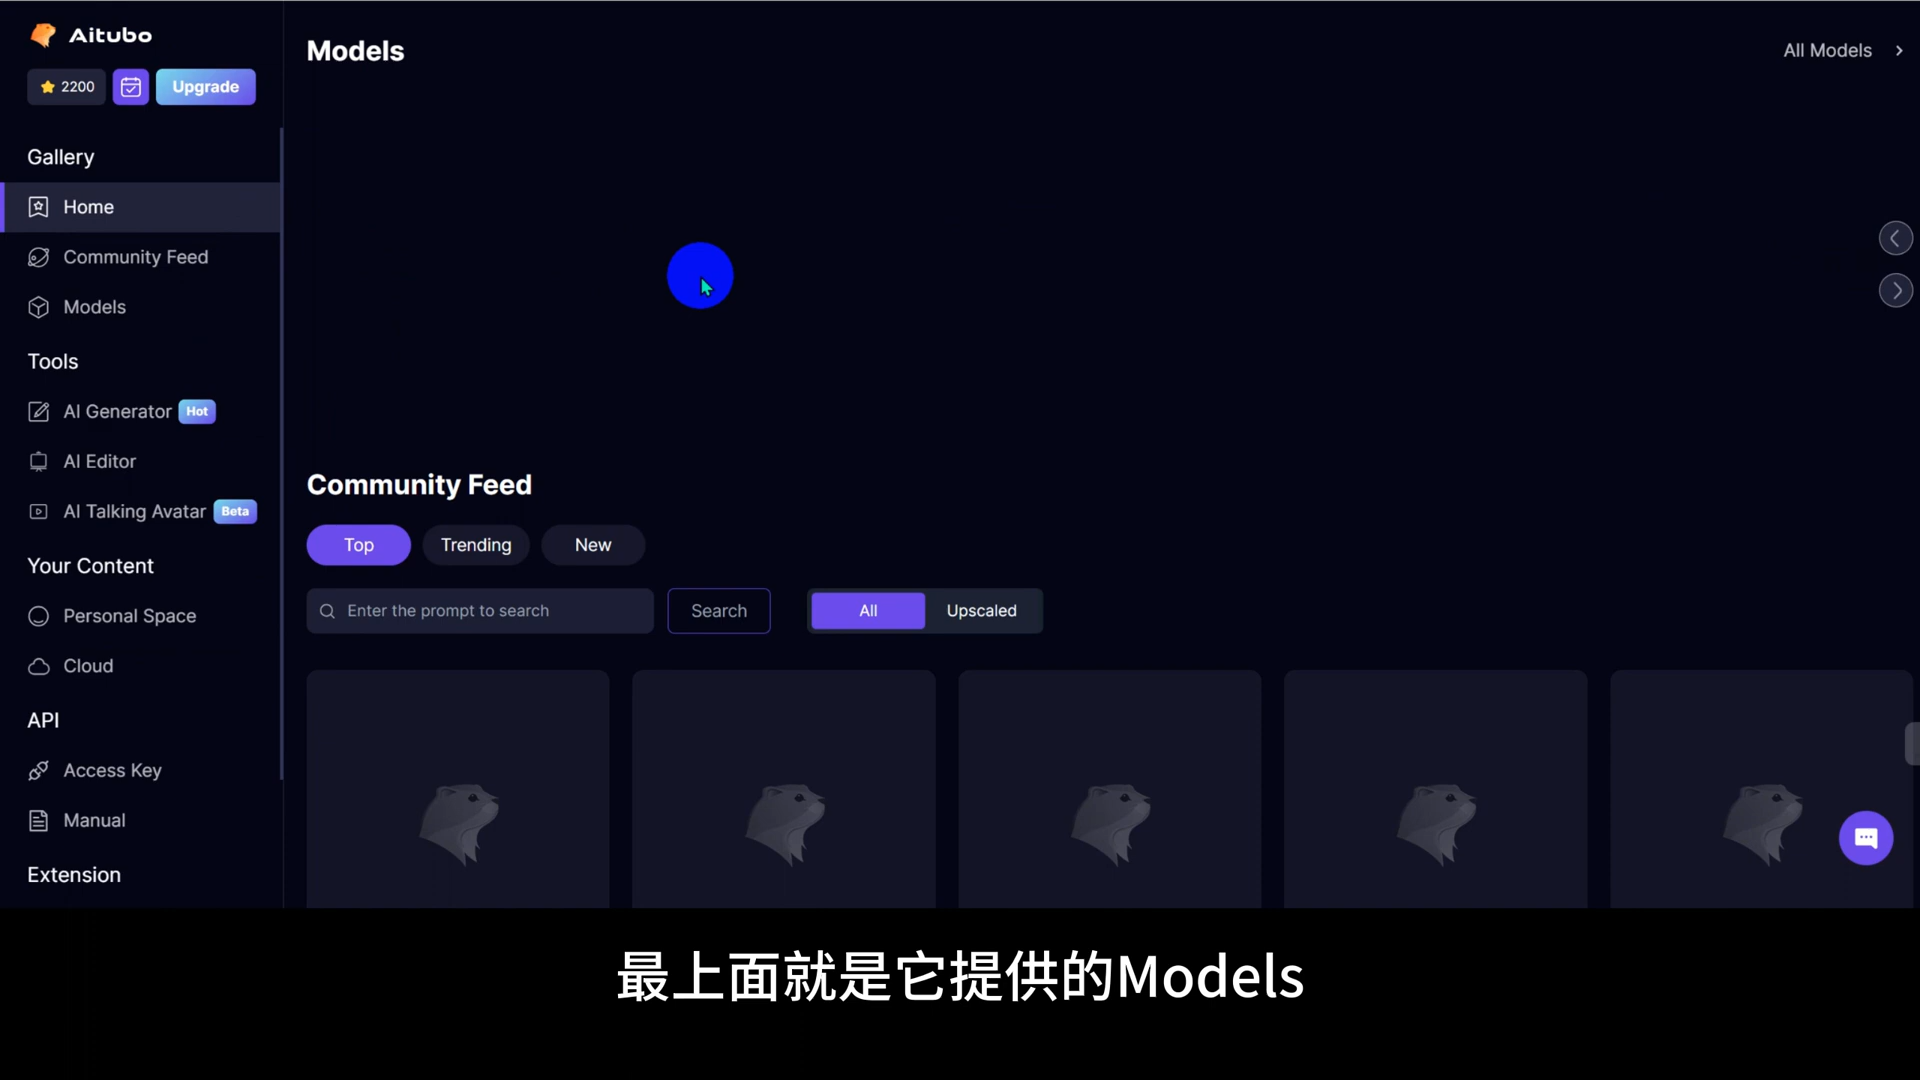 Aitubo
2200
Upgrade
Gallery
Home
Community Feed
Models
Tools
AI Generator Hot
AI Editor
AI Talking Avatar Beta
Your Content
Personal Space
Cloud
API
Access Key
Manual
Extension
Models
All Models
Community Feed
Top Trending New
Enter the prompt to search Search All Upscaled
最上面就是它提供的Models